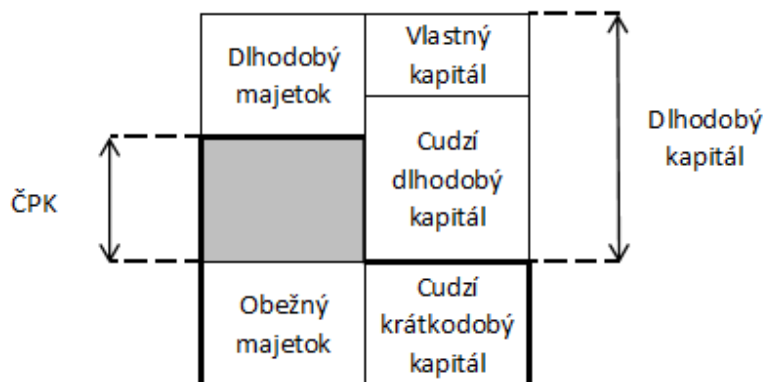 Dlhodobý
majetok
Vlastný
kapitál
Cudzí
dlhodobý
kapitál
Dlhodobý
kapitál
ČPK
Obežný
majetok
Cudzí
krátkodobý
kapitál